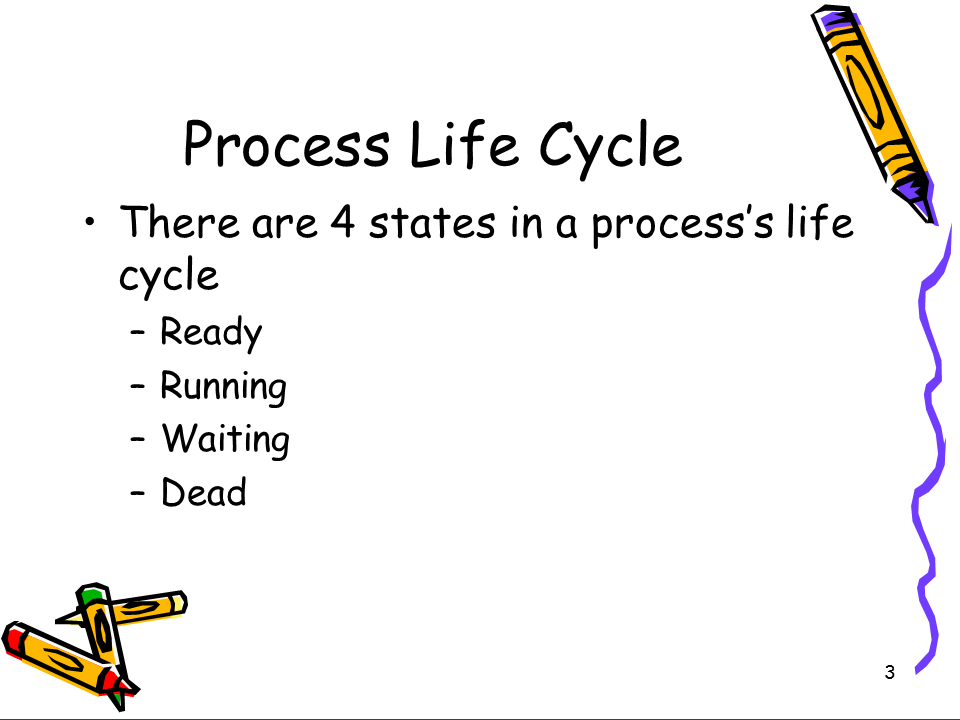 Process Life Cycle
• There are 4 states in a process’s life
cycle
– Ready
– Running
– Waiting
– Dead
3